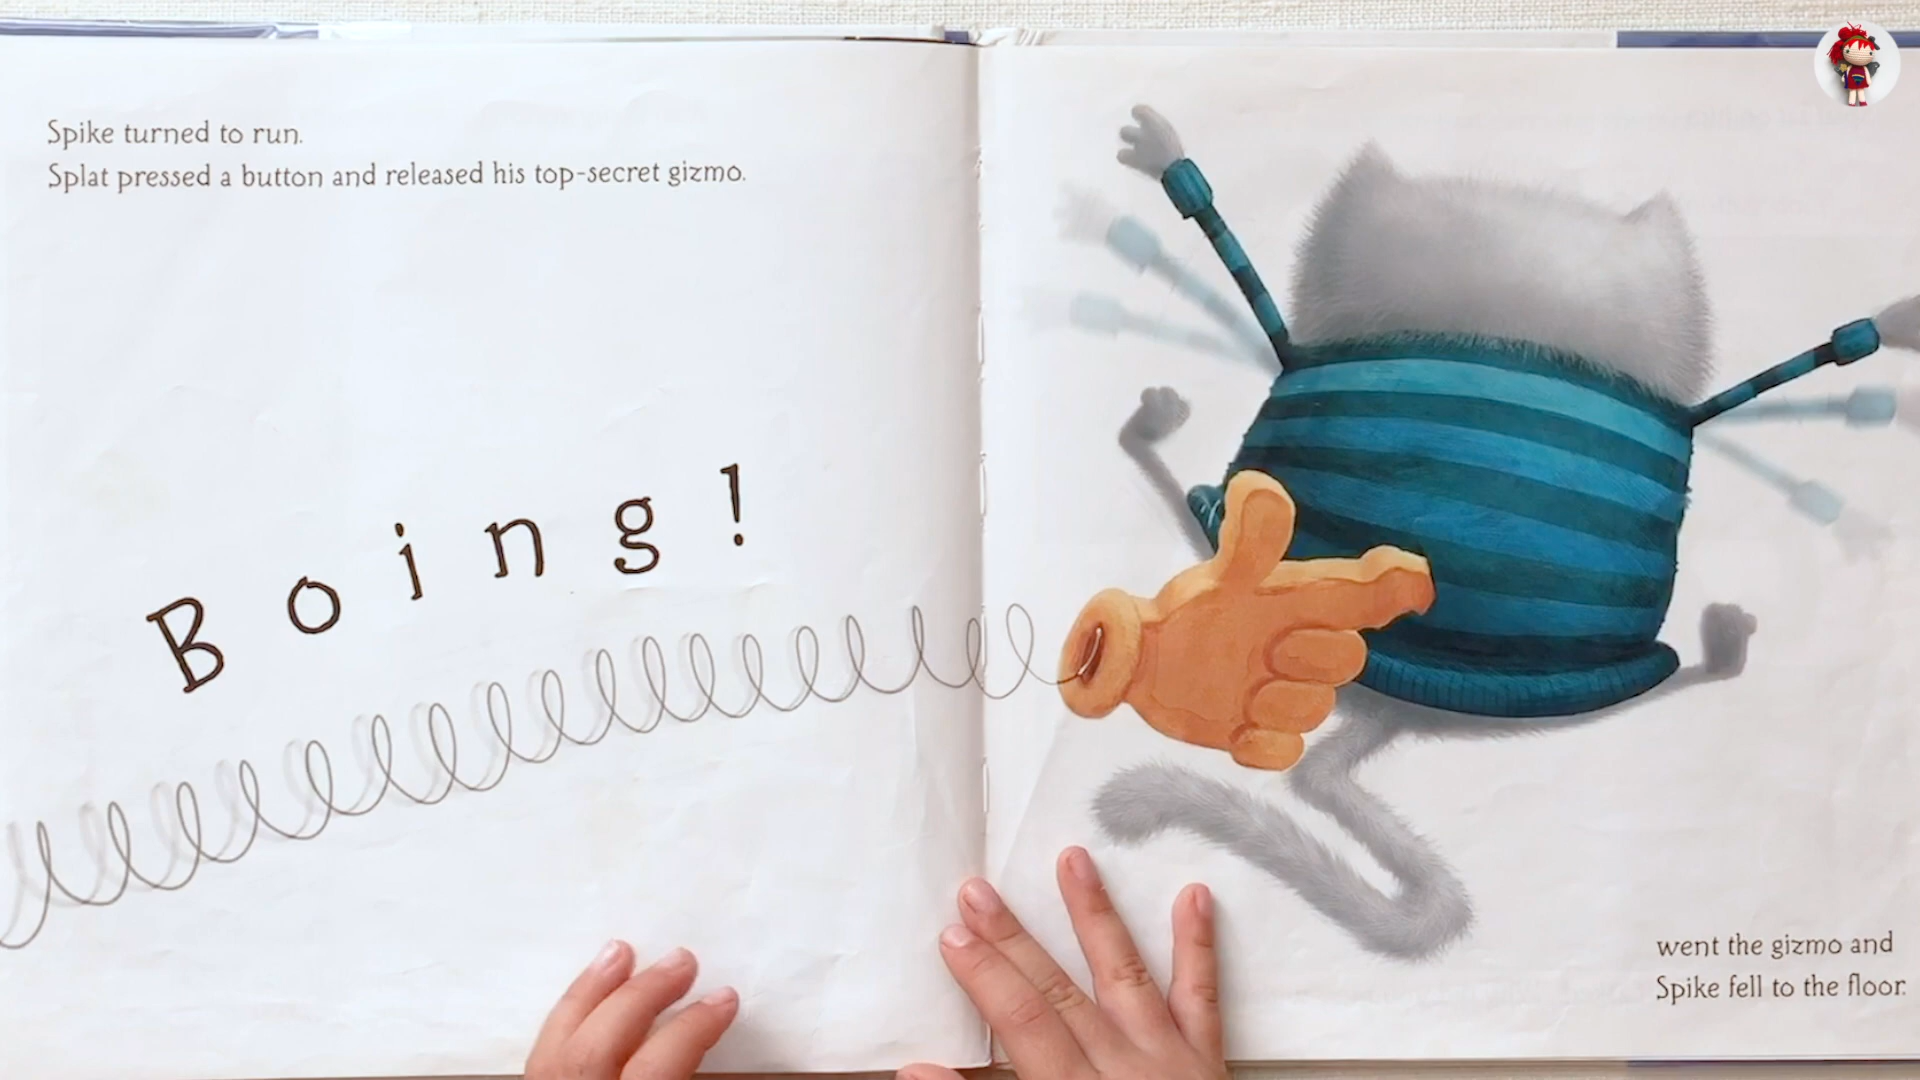 Spike turned to run.
Splat pressed a button and released his top-secret gizmo.
Boing!
went the gizmo and
Spike fell to the floor.